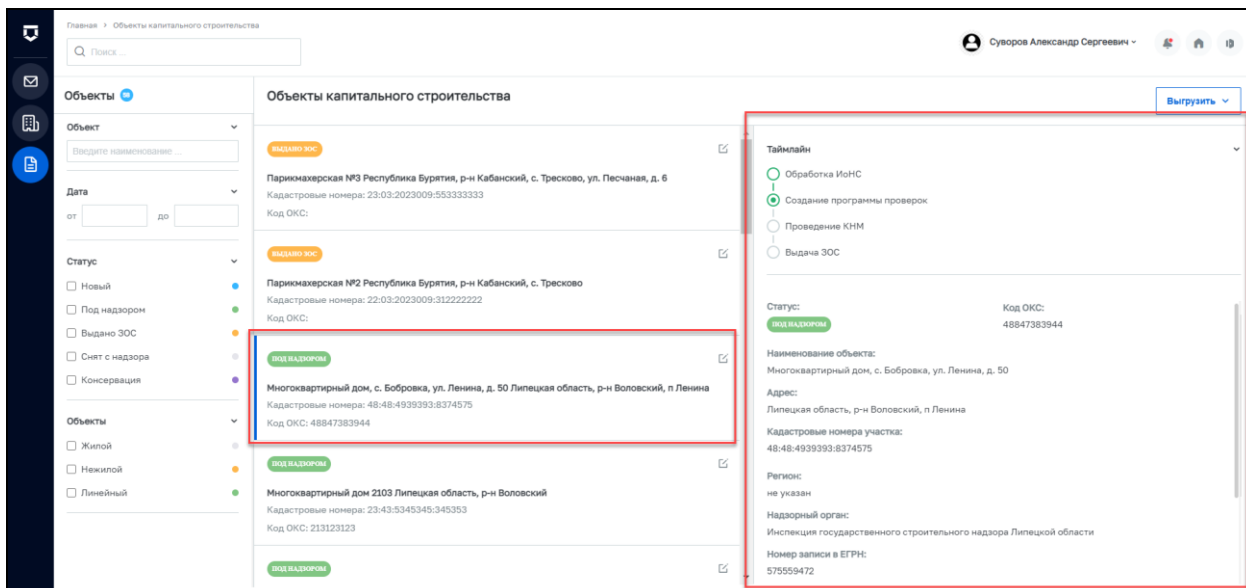 Главная > Объекты капитального строительства
Поиск ...
Суворов Александр Сергеевич
Объекты
Объект
Введите наименование ...
Дата
от
до
Статус
Новый
Под надзором
Выдано ЗОС
Снят с надзора
Консервация
Объекты
Жилой
Нежилой
Линейный
Объекты капитального строительства
Выгрузить
ВЫДАНО ЗОС
Парикмахерская №3 Республика Бурятия, р-н Кабанский, с. Тресково, ул. Песчаная, д. 6
Кадастровые номера: 23:03:2023009:553333333
Код ОКС:
ВЫДАНО ЗОС
Парикмахерская №2 Республика Бурятия, р-н Кабанский, с. Тресково
Кадастровые номера: 22:03:2023009:312222222
Код ОКС:
ПОД НАДЗОРОМ
Многоквартирный дом, с. Бобровка, ул. Ленина, д. 50 Липецкая область, р-н Воловский, п Ленина
Кадастровые номера: 48:48:4939393:8374575
Код ОКС: 48847383944
ПОД НАДЗОРОМ
Многоквартирный дом 2103 Липецкая область, р-н Воловский
Кадастровые номера: 23:43:5345345:345353
Код ОКС: 213123123
ПОД НАДЗОРОМ
Таймлайн
Обработка ИоНС
Создание программы проверок
Проведение КНМ
Выдача ЗОС
Статус:
ПОД НАДЗОРОМ
Код ОКС:
48847383944
Наименование объекта:
Многоквартирный дом, с. Бобровка, ул. Ленина, д. 50
Адрес:
Липецкая область, р-н Воловский, п Ленина
Кадастровые номера участка:
48:48:4939393:8374575
Регион:
не указан
Надзорный орган:
Инспекция государственного строительного надзора Липецкой области
Номер записи в ЕГРН:
575559472